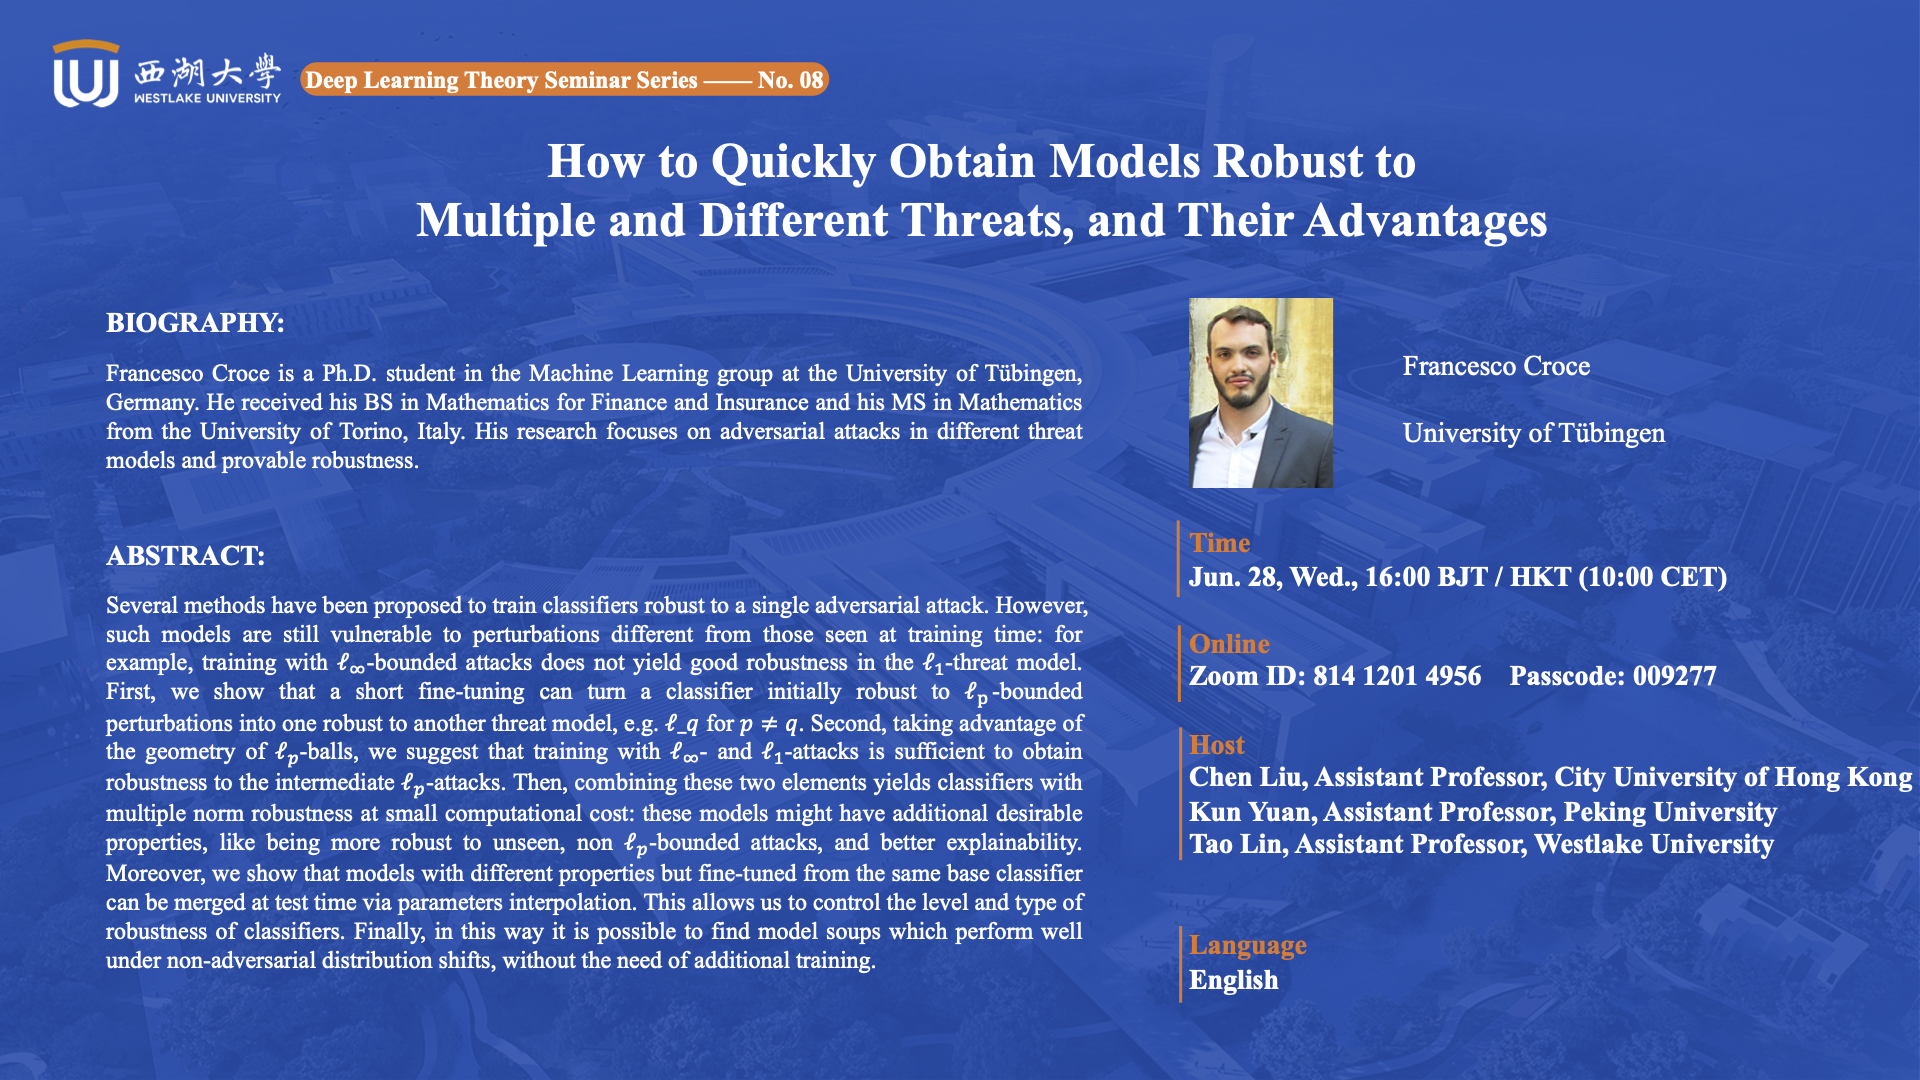 西湖大學
WESTLAKE UNIVERSITY
Deep Learning Theory Seminar Series —— No. 08
How to Quickly Obtain Models Robust to
Multiple and Different Threats, and Their Advantages
BIOGRAPHY:
Francesco Croce is a Ph.D. student in the Machine Learning group at the University of Tübingen,
Germany. He received his BS in Mathematics for Finance and Insurance and his MS in Mathematics
from the University of Torino, Italy. His research focuses on adversarial attacks in different threat
models and provable robustness.
ABSTRACT:
Several methods have been proposed to train classifiers robust to a single adversarial attack. However,
such models are still vulnerable to perturbations different from those seen at training time: for
example, training with ℓ∞-bounded attacks does not yield good robustness in the ℓ₁-threat model.
First, we show that a short fine-tuning can turn a classifier initially robust to ℓₚ-bounded
perturbations into one robust to another threat model, e.g. ℓ_q for p ≠ q. Second, taking advantage of
the geometry of ℓₚ-balls, we suggest that training with ℓ∞- and ℓ₁-attacks is sufficient to obtain
robustness to the intermediate ℓₚ-attacks. Then, combining these two elements yields classifiers with
multiple norm robustness at small computational cost: these models might have additional desirable
properties, like being more robust to unseen, non ℓₚ-bounded attacks, and better explainability.
Moreover, we show that models with different properties but fine-tuned from the same base classifier
can be merged at test time via parameters interpolation. This allows us to control the level and type of
robustness of classifiers. Finally, in this way it is possible to find model soups which perform well
under non-adversarial distribution shifts, without the need of additional training.
Francesco Croce
University of Tübingen
Time
Jun. 28, Wed., 16:00 BJT / HKT (10:00 CET)
Online
Zoom ID: 814 1201 4956 Passcode: 009277
Host
Chen Liu, Assistant Professor, City University of Hong Kong
Kun Yuan, Assistant Professor, Peking University
Tao Lin, Assistant Professor, Westlake University
Language
English